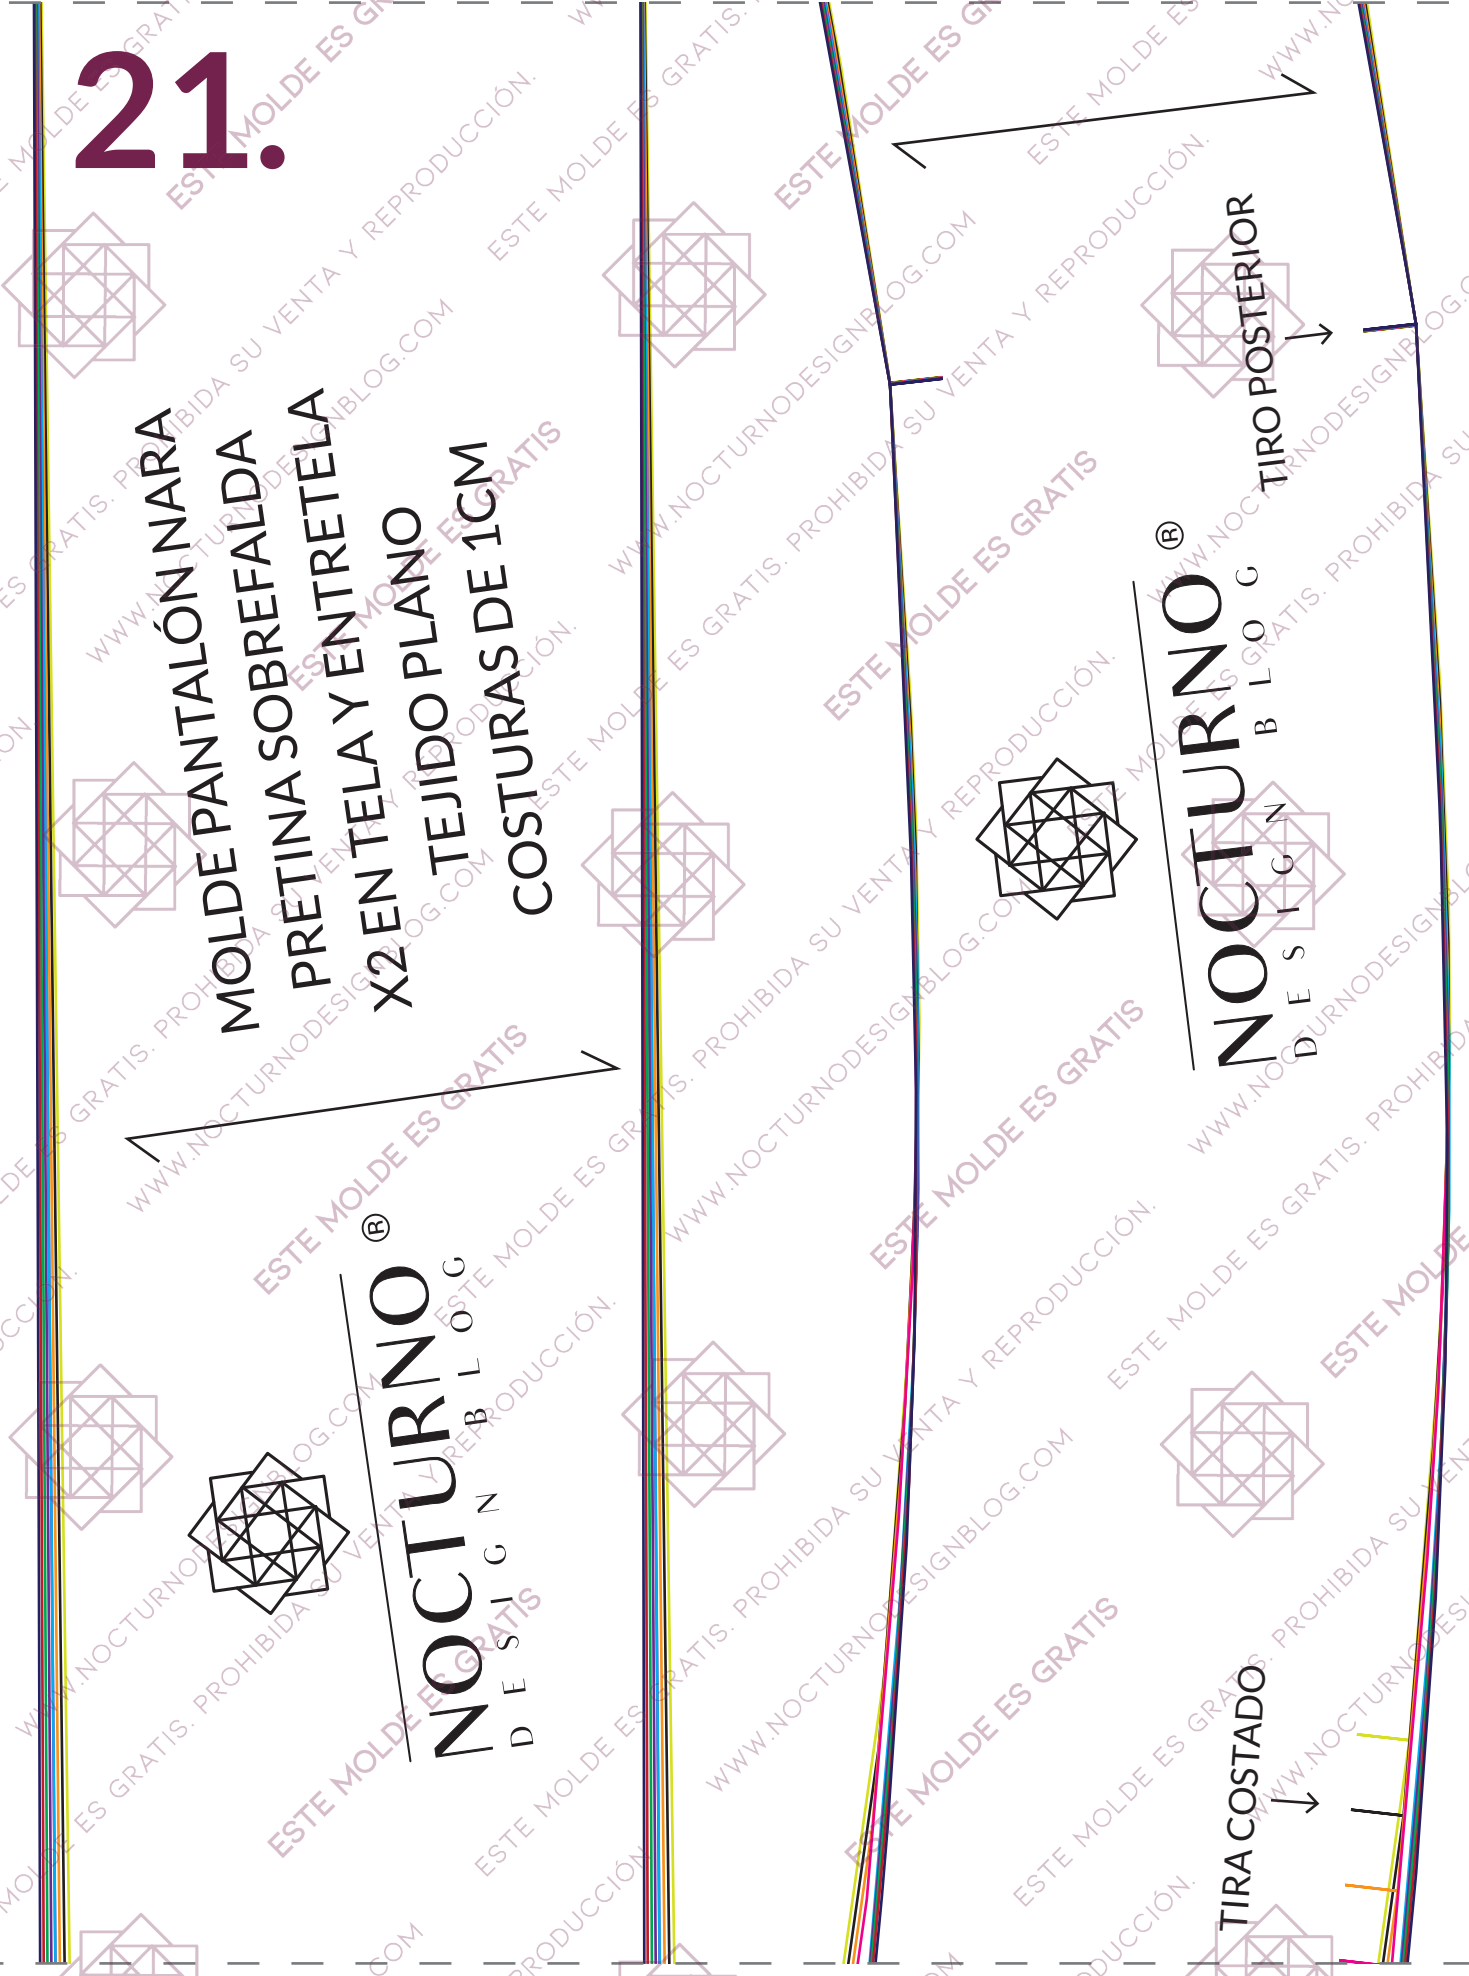 21.
MOLDE PANTALÓN NARA
PRETINA SOBREFALDA
X2 EN TELA Y ENTRETELA
TEJIDO PLANO
COSTURAS DE 1CM
NOCTURNO®
DESIGN BLOG
TIRO POSTERIOR
NOCTURNO®
DESIGN BLOG
TIRA COSTADO
ESTE MOLDE ES GRATIS
ESTE MOLDE ES GRATIS. PROHIBIDA SU VENTA Y REPRODUCCIÓN.
WWW.NOCTURNODESIGNBLOG.COM